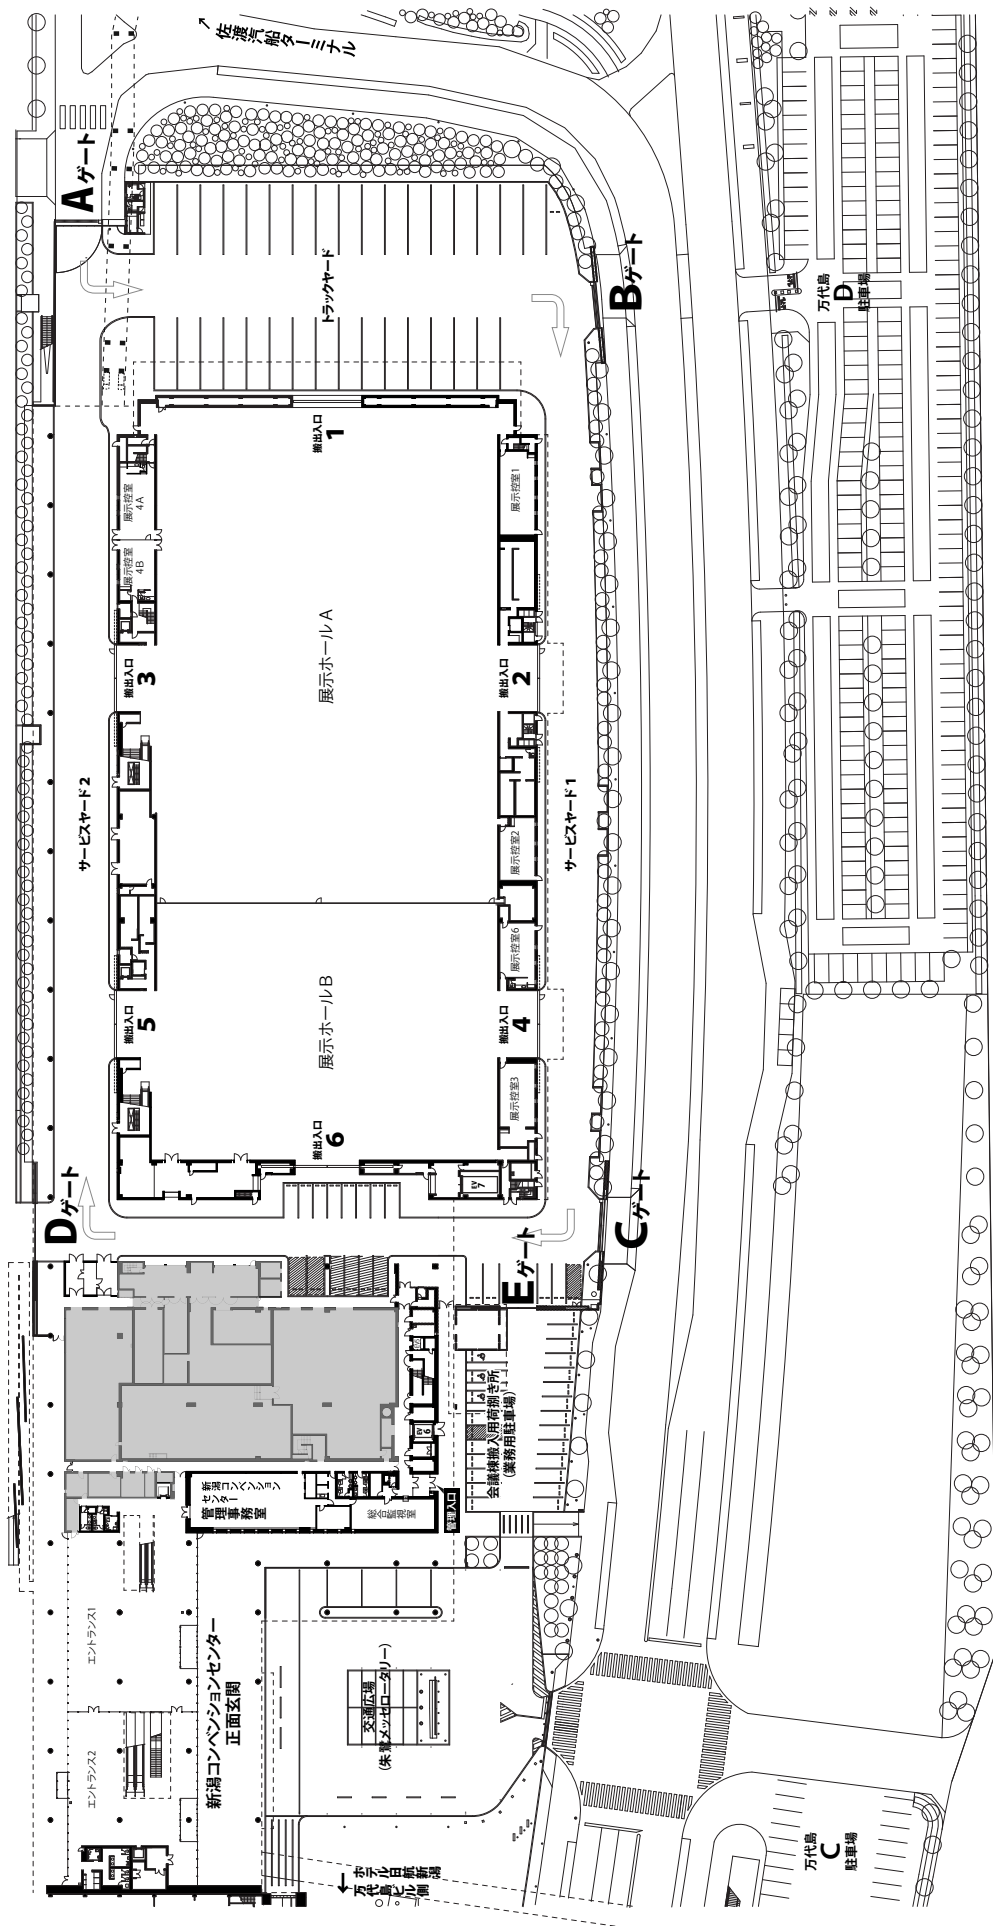 佐渡汽船ターミナル
Aゲート
トラックヤード
Bゲート
万代島
D
駐車場
搬出入口
1
展示控室
4A
展示控室
4B
展示控室1
搬出入口
3
展示ホールA
搬出入口
2
サービスヤード2
展示控室2
サービスヤード1
展示控室6
搬出入口
5
展示ホールB
搬出入口
4
展示控室3
搬出入口
6
EV
7
Dゲート
Cゲート
Eゲート
EV
6
会議棟搬入用荷捌き所
(業務用駐車場)
新潟コンベンション
センター
管理事務室
総合監視室
管理入口
エントランス1
新潟コンベンションセンター
正面玄関
交通広場
(朱鷺メッセロータリー)
エントランス2
万代島
C
駐車場
←ホテル日航新潟
万代島ビル側